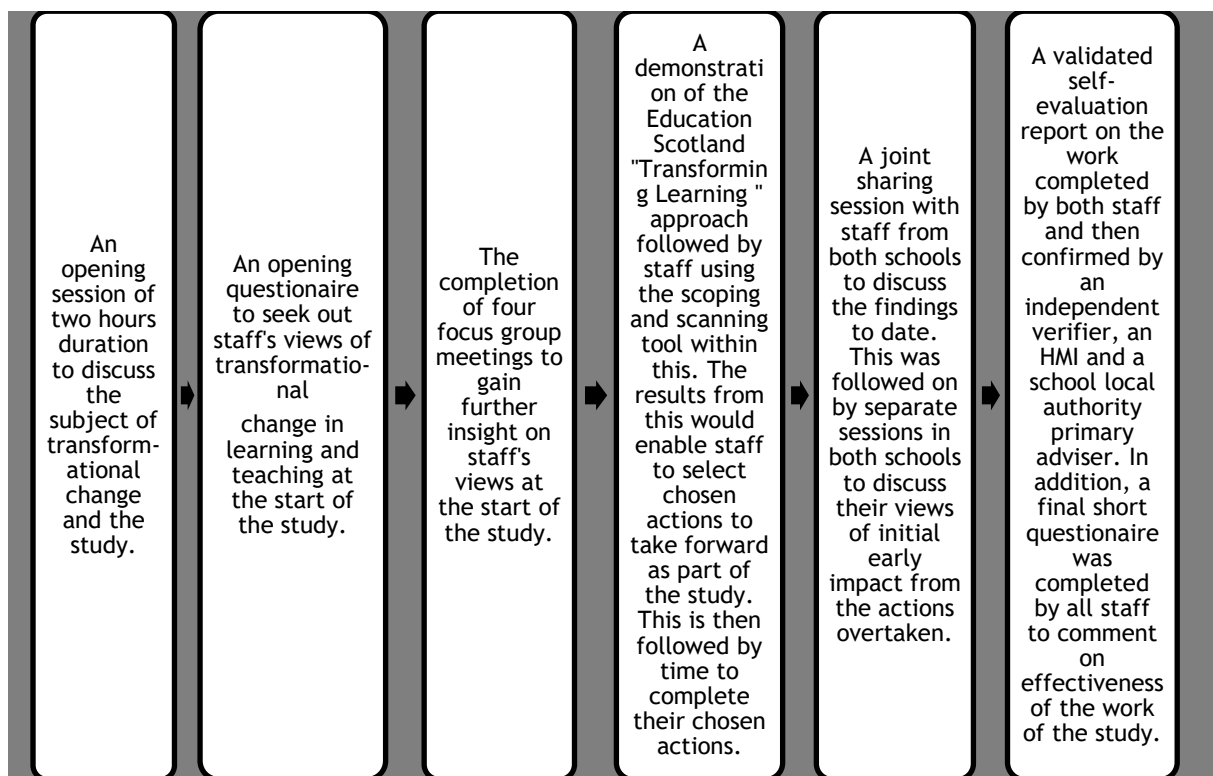 An
opening
session of
two hours
duration
to discuss
the
subject of
transform-
ational
change
and the
study.
An opening
questionaire
to seek out
staff's views of
transformatio-
nal
change in
learning and
teaching at
the start of
the study.
The
completion
of four
focus group
meetings to
gain
further
insight on
staff's
views at
the start of
the study.
A
demonstrati
on of the
Education
Scotland
"Transformin
g Learning "
approach
followed by
staff using
the scoping
and scanning
tool within
this. The
results from
this would
enable staff
to select
chosen
actions to
take forward
as part of
the study.
This is then
followed by
time to
complete
their chosen
actions.
A joint
sharing
session with
staff from
both schools
to discuss
the findings
to date.
This was
followed on
by separate
sessions in
both schools
to discuss
their views
of initial
early
impact from
the actions
overtaken.
A validated
self-
evaluation
report on the
work
completed
by both staff
and then
confirmed by
an
independent
verifier, an
HMI and a
school local
authority
primary
adviser. In
addition, a
final short
questionaire
was
completed
by all staff
to comment
on
effectiveness
of the work
of the study.